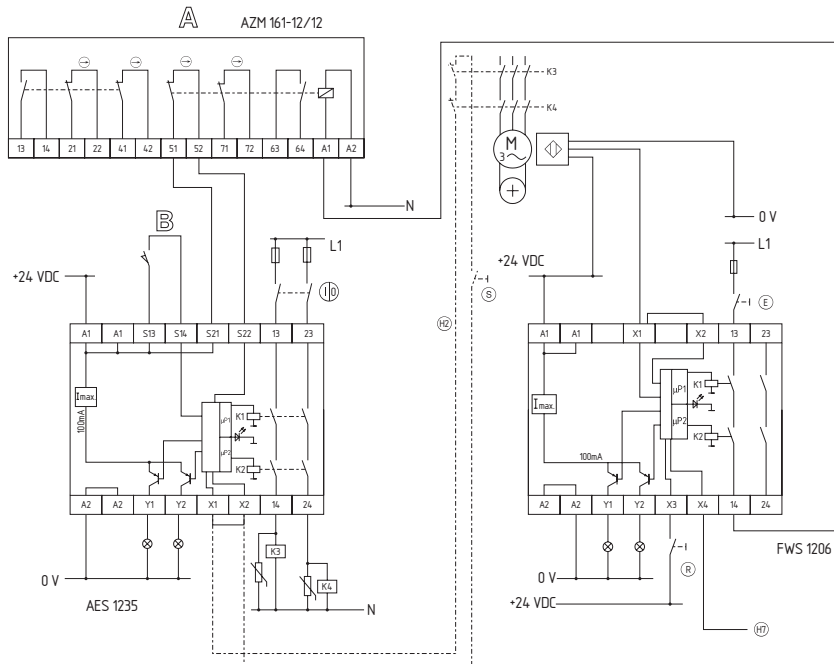 A AZM 161-12/12
13 14 21 22 41 42 51 52 71 72 63 64 A1 A2
K3
K4
M
3
N
0 V
L1
B
+24 VDC
L1
I 0
S
H2
+24 VDC
E
A1 A1 S13 S14 S21 S22 13 23
Imax.
100mA
µP1
µP2
K1
K2
A2 A2 Y1 Y2 X1 X2 14 24
K3
K4
0 V
N
AES 1235
A1 A1 X1 X2 13 23
Imax.
100mA
µP1
µP2
K1
K2
A2 A2 Y1 Y2 X3 X4 14 24
FWS 1206
R
0 V
+24 VDC
H7